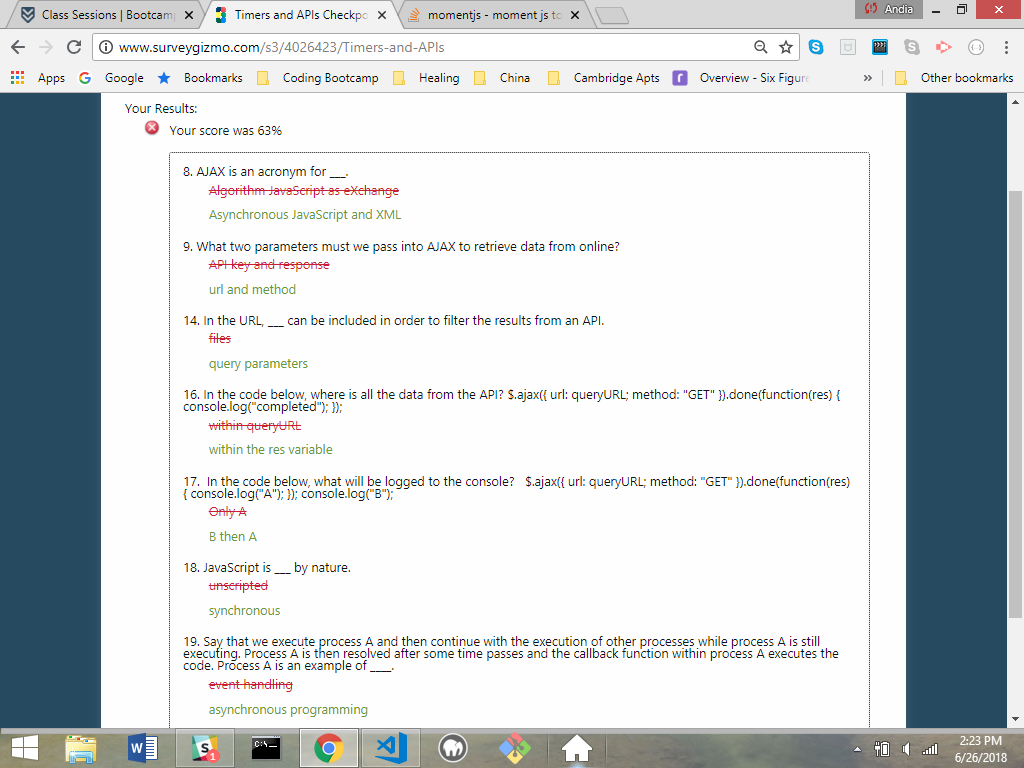 Class Sessions | Bootcamp
Timers and APIs Checkpo
momentjs - moment js to
Andia
www.surveygizmo.com/s3/4026423/Timers-and-APIs
Apps
Google
Bookmarks
Coding Bootcamp
Healing
China
Cambridge Apts
r
Overview - Six Figure
»
Other bookmarks
Your Results:
Your score was 63%
8. AJAX is an acronym for ___.
Algorithm JavaScript as eXchange
Asynchronous JavaScript and XML
9. What two parameters must we pass into AJAX to retrieve data from online?
API key and response
url and method
14. In the URL, ___ can be included in order to filter the results from an API.
files
query parameters
16. In the code below, where is all the data from the API? $.ajax({ url: queryURL; method: "GET" }).done(function(res) {
console.log("completed"); });
within queryURL
within the res variable
17.  In the code below, what will be logged to the console?   $.ajax({ url: queryURL; method: "GET" }).done(function(res)
{ console.log("A"); }); console.log("B");
Only A
B then A
18. JavaScript is ___ by nature.
unscripted
synchronous
19. Say that we execute process A and then continue with the execution of other processes while process A is still
executing. Process A is then resolved after some time passes and the callback function within process A executes the
code. Process A is an example of ____.
event handling
asynchronous programming
W
S
1
C:\_
2:23 PM
6/26/2018